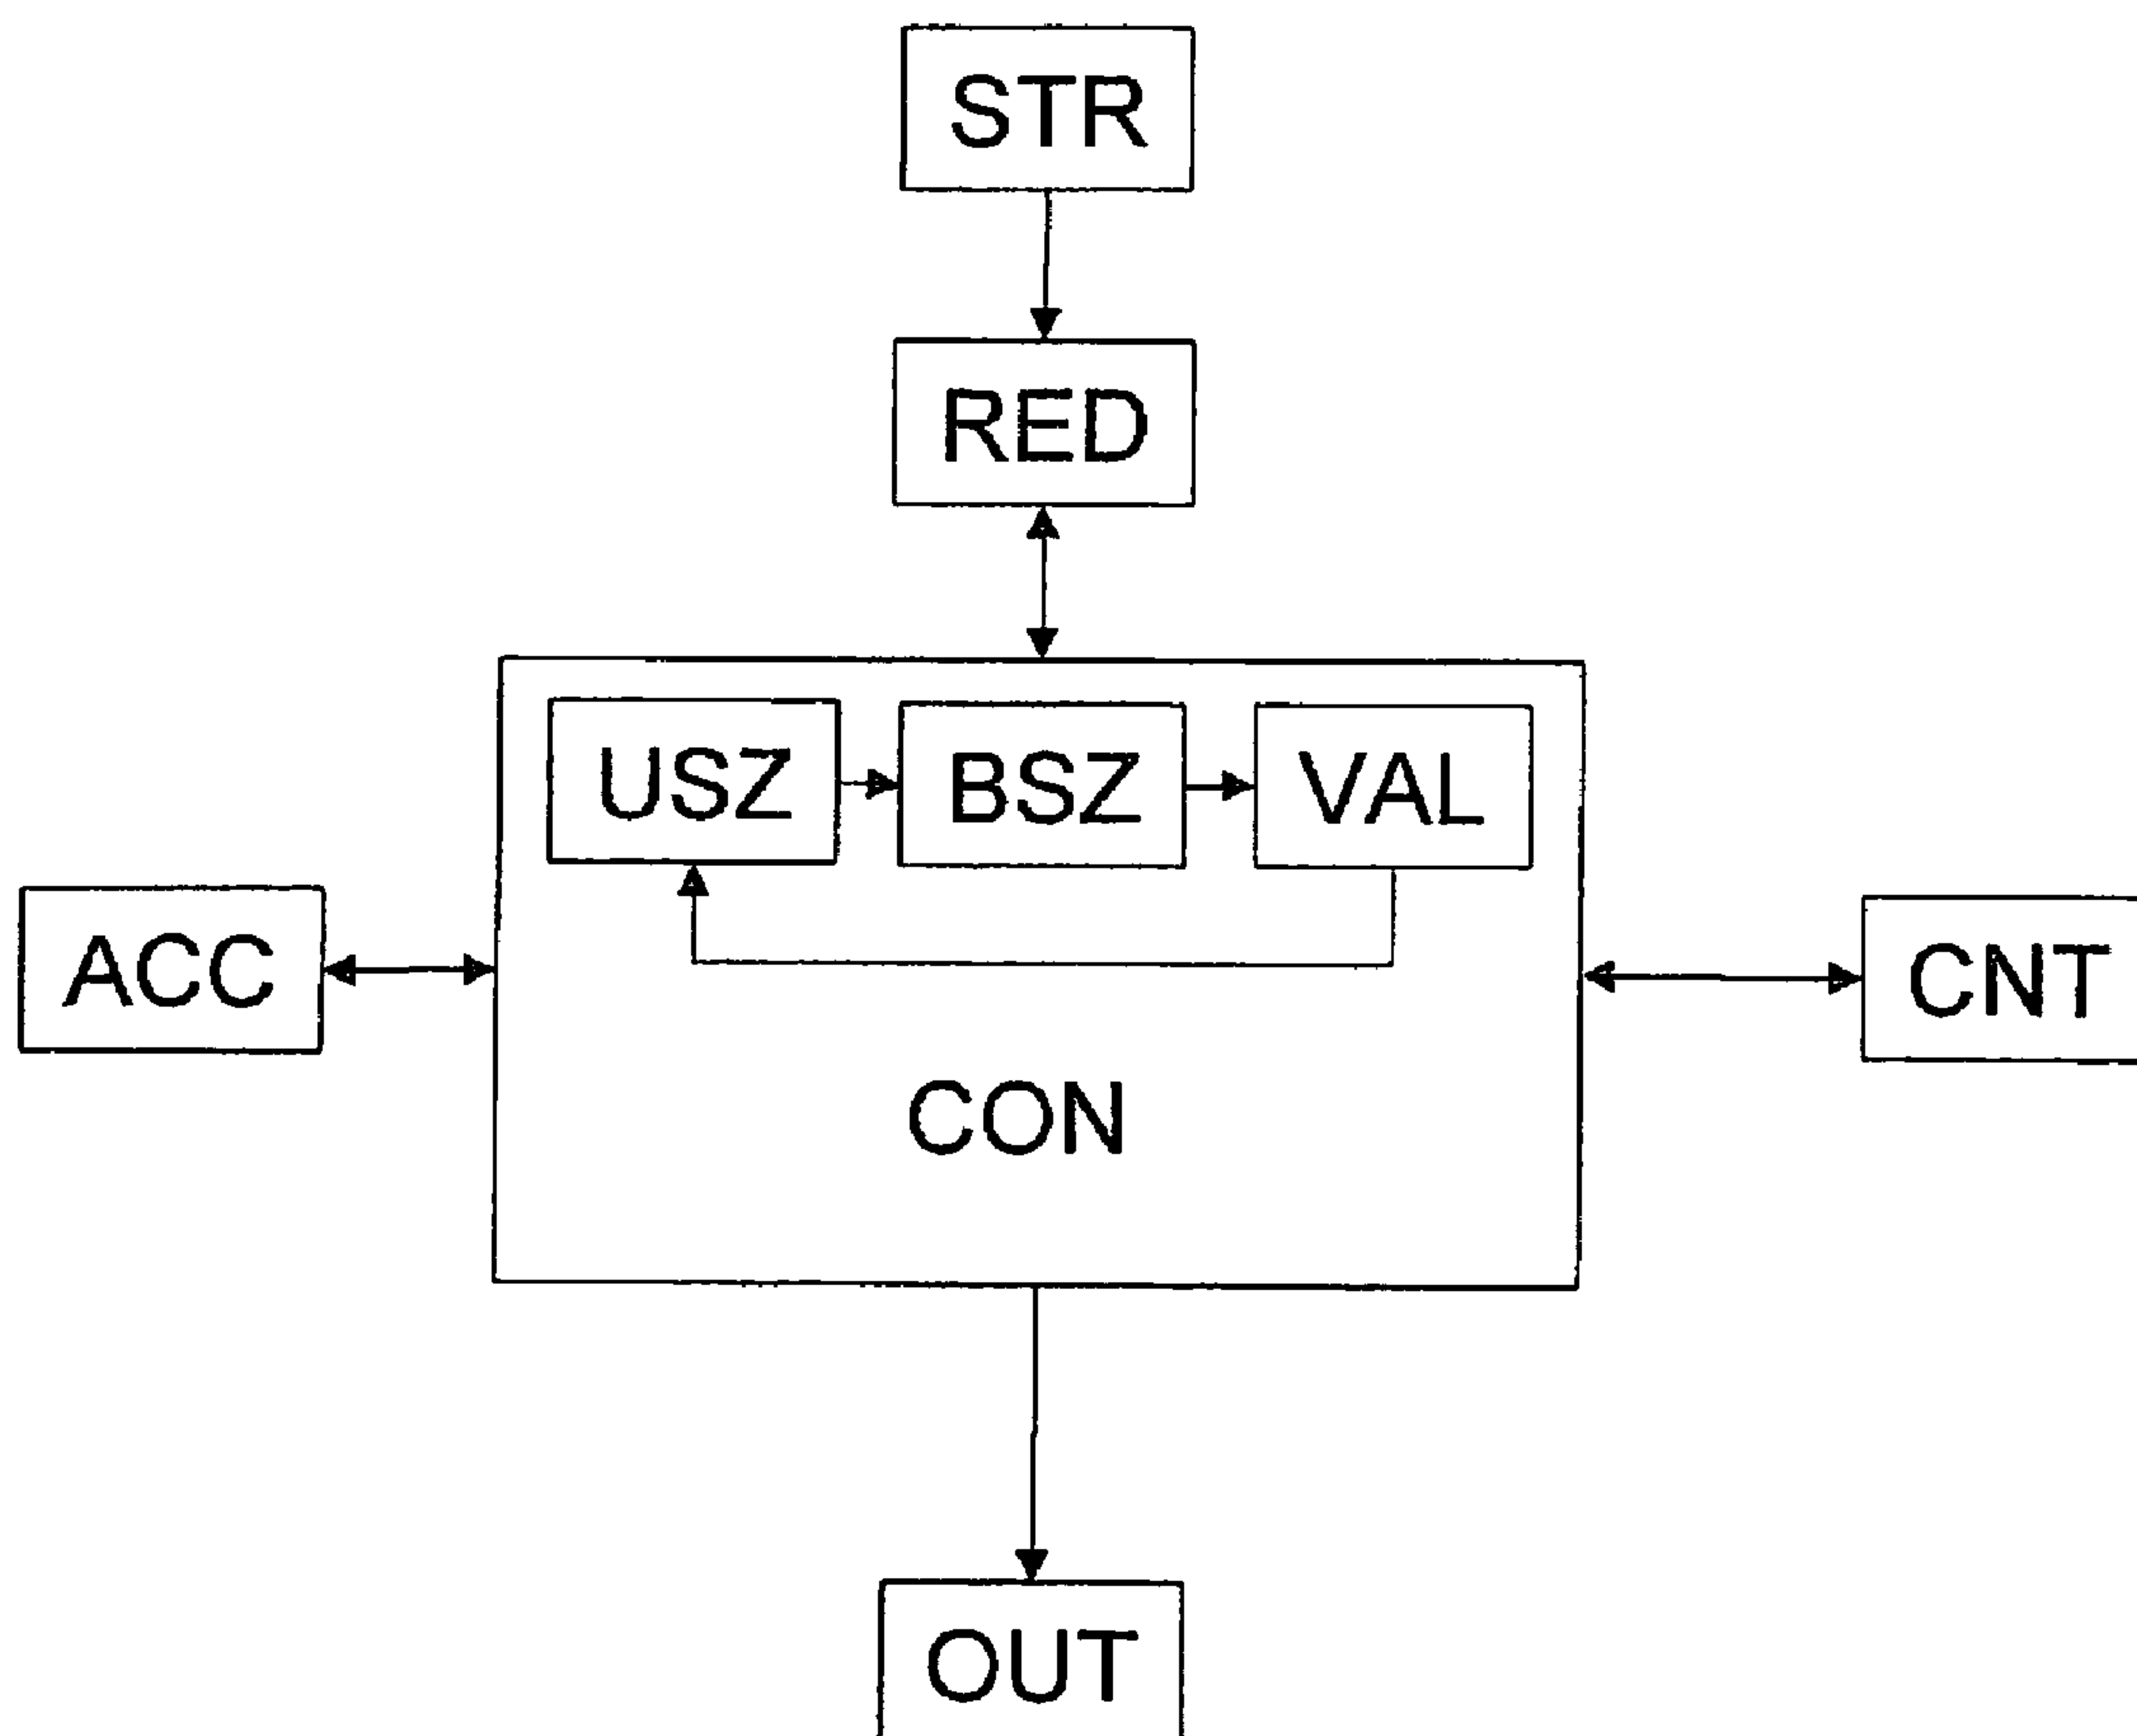 STR
RED
USZ BSZ VAL
ACC
CNT
CON
OUT